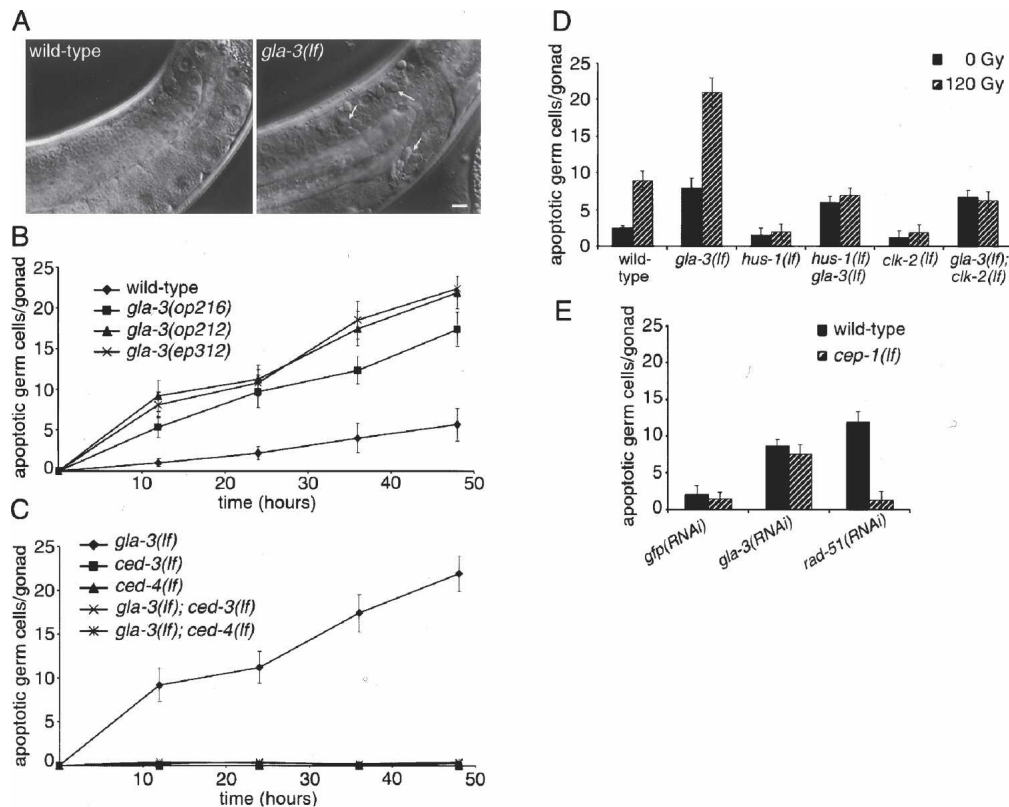 A
wild-type
gla-3(lf)
B
apoptotic germ cells/gonad
25
20
15
10
5
0
wild-type
gla-3(op216)
gla-3(op212)
gla-3(ep312)
10
20
30
40
50
time (hours)
C
apoptotic germ cells/gonad
25
20
15
10
5
0
gla-3(lf)
ced-3(lf)
ced-4(lf)
gla-3(lf); ced-3(lf)
gla-3(lf); ced-4(lf)
10
20
30
40
50
time (hours)
D
apoptotic germ cells/gonad
25
20
15
10
5
0
0 Gy
120 Gy
wild-
type
gla-3(lf)
hus-1(lf)
hus-1(lf)
gla-3(lf)
clk-2 (lf)
gla-3(lf);
clk-2(lf)
E
apoptotic germ cells/gonad
25
20
15
10
5
0
wild-type
cep-1(lf)
gfp(RNAi)
gla-3(RNAi)
rad-51(RNAi)